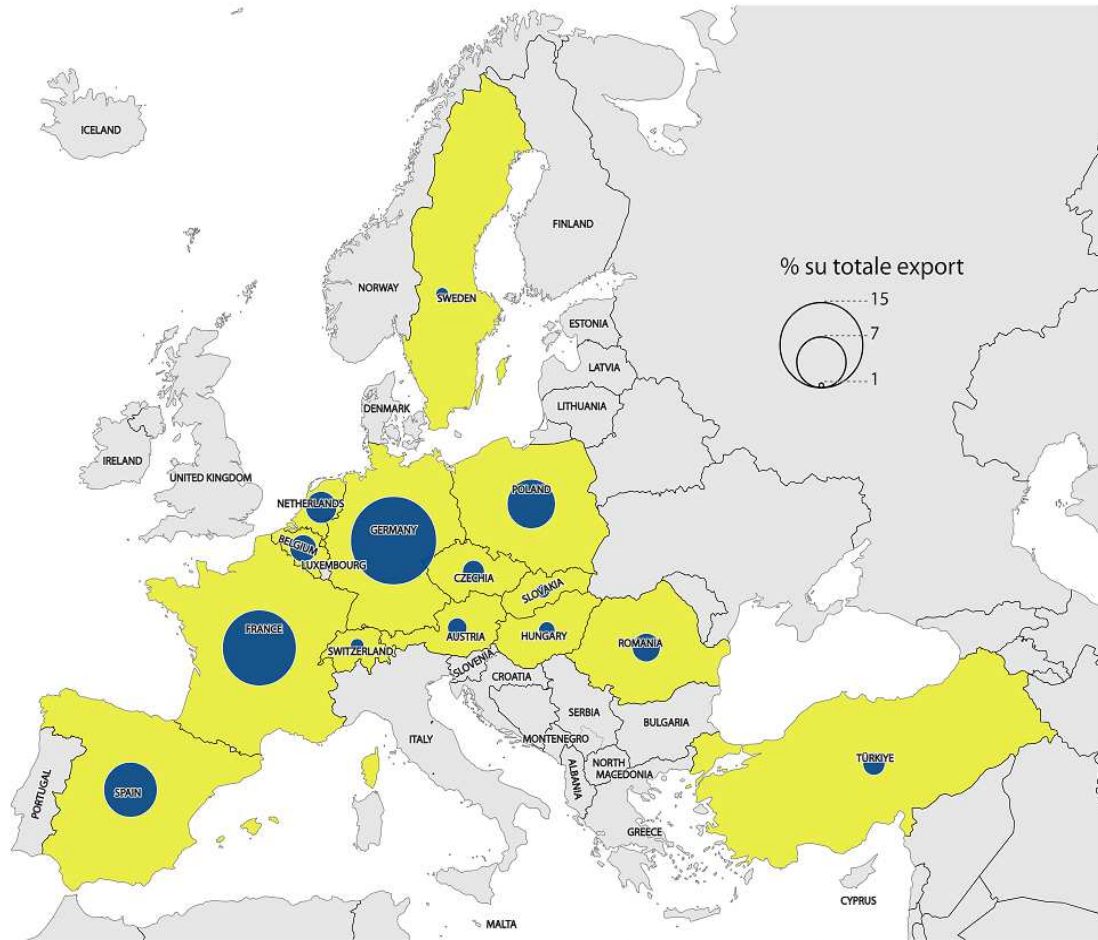 ICELAND
FINLAND
% su totale export
15
7
1
NORWAY
SWEDEN
ESTONIA
LATVIA
LITHUANIA
DENMARK
IRELAND
UNITED KINGDOM
NETHERLANDS
POLAND
GERMANY
BELGIUM
LUXEMBOURG
CZECHIA
SLOVAKIA
FRANCE
SWITZERLAND
AUSTRIA
HUNGARY
ROMANIA
SLOVENIA
CROATIA
SERBIA
BULGARIA
ITALY
MONTENEGRO
NORTH
MACEDONIA
ALBANIA
TÜRKIYE
PORTUGAL
SPAIN
GREECE
CYPRUS
MALTA